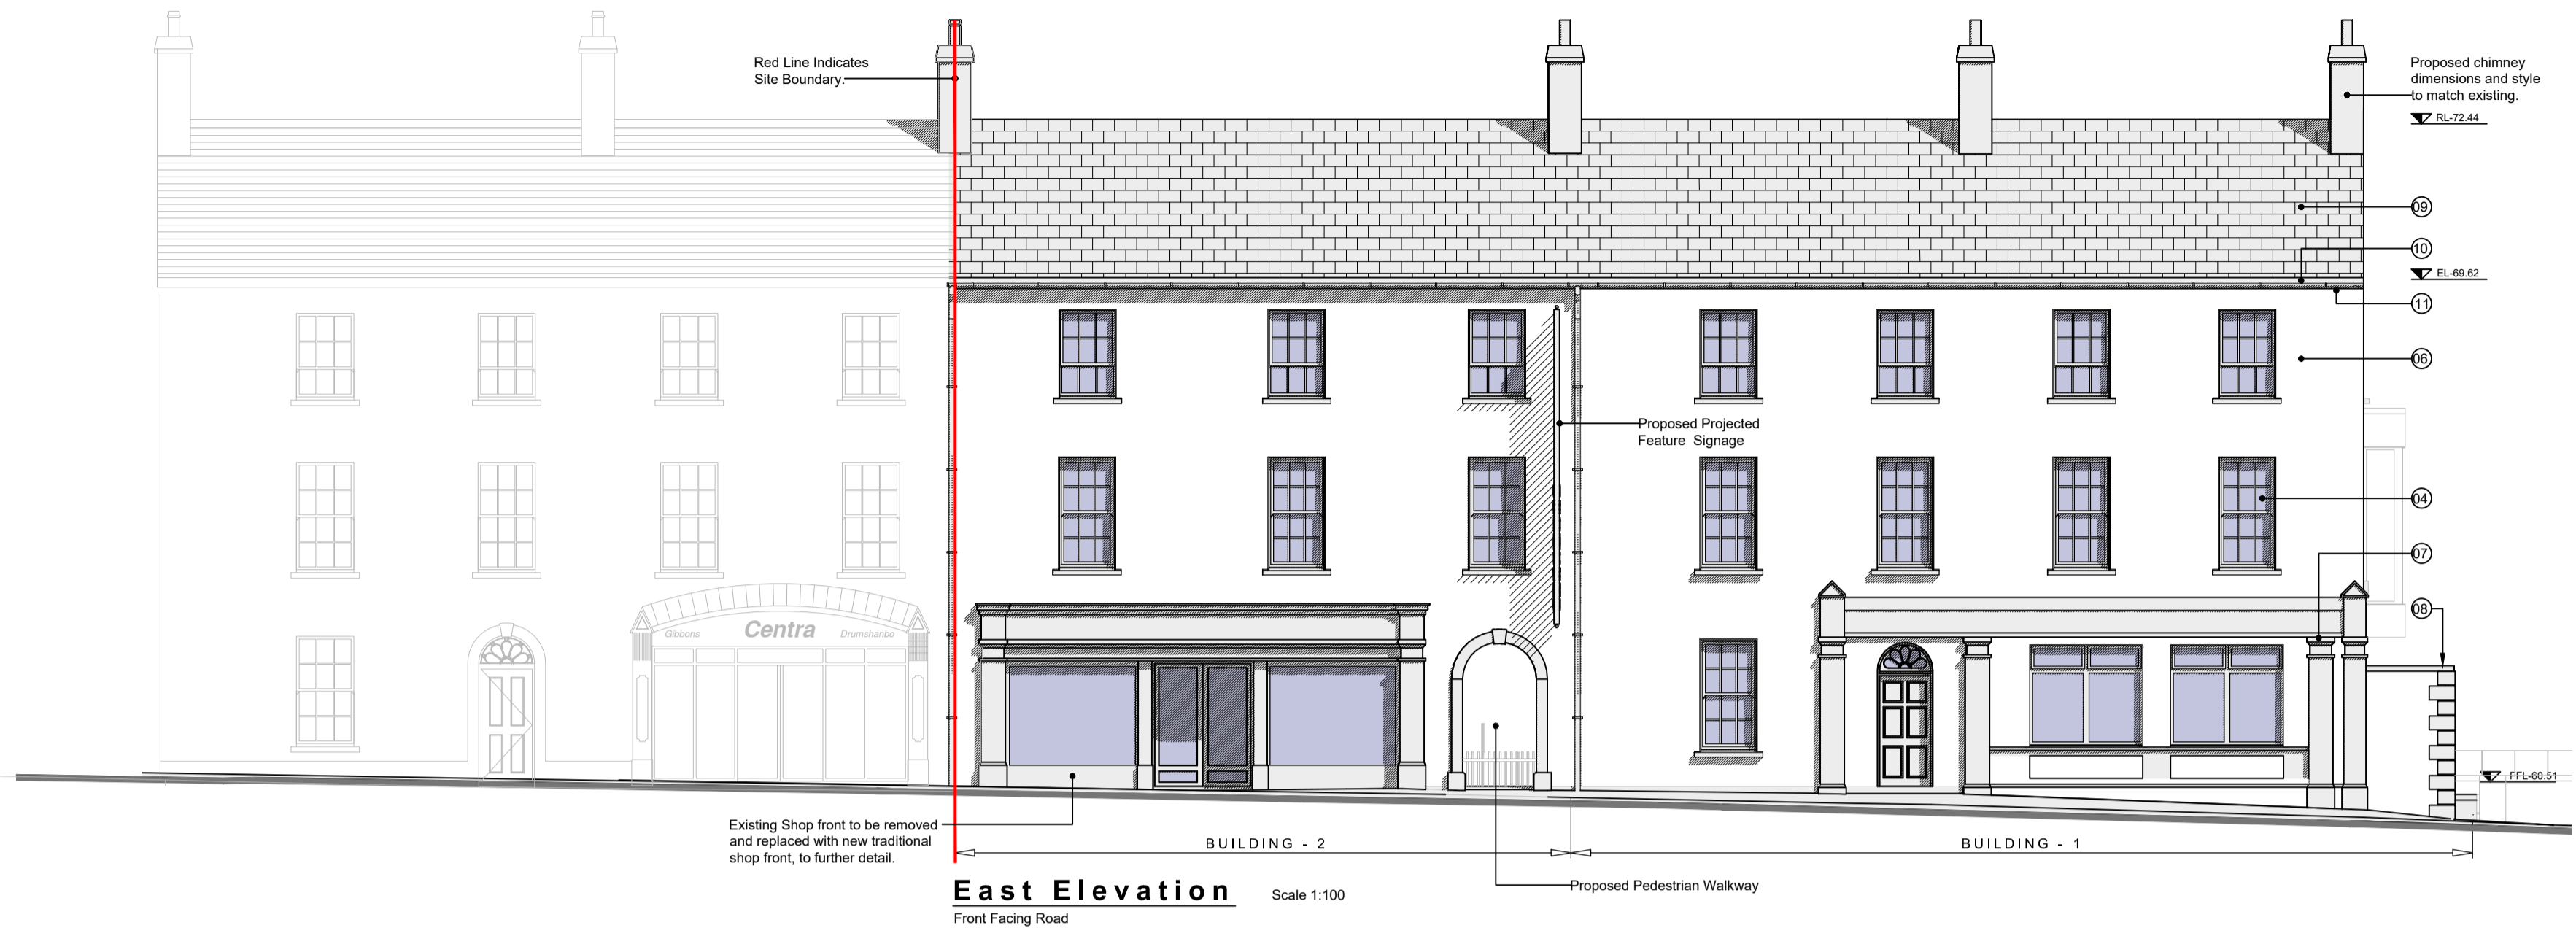 Red Line Indicates
Site Boundary.
Proposed chimney
dimensions and style
to match existing.
RL-72.44
09
10
EL-69.62
11
06
Proposed Projected
Feature Signage
04
07
08
Gibbons Centra Drumshanbo
FFL-60.51
Existing Shop front to be removed
and replaced with new traditional
shop front, to further detail.
BUILDING - 2
BUILDING - 1
Proposed Pedestrian Walkway
East Elevation Scale 1:100
Front Facing Road